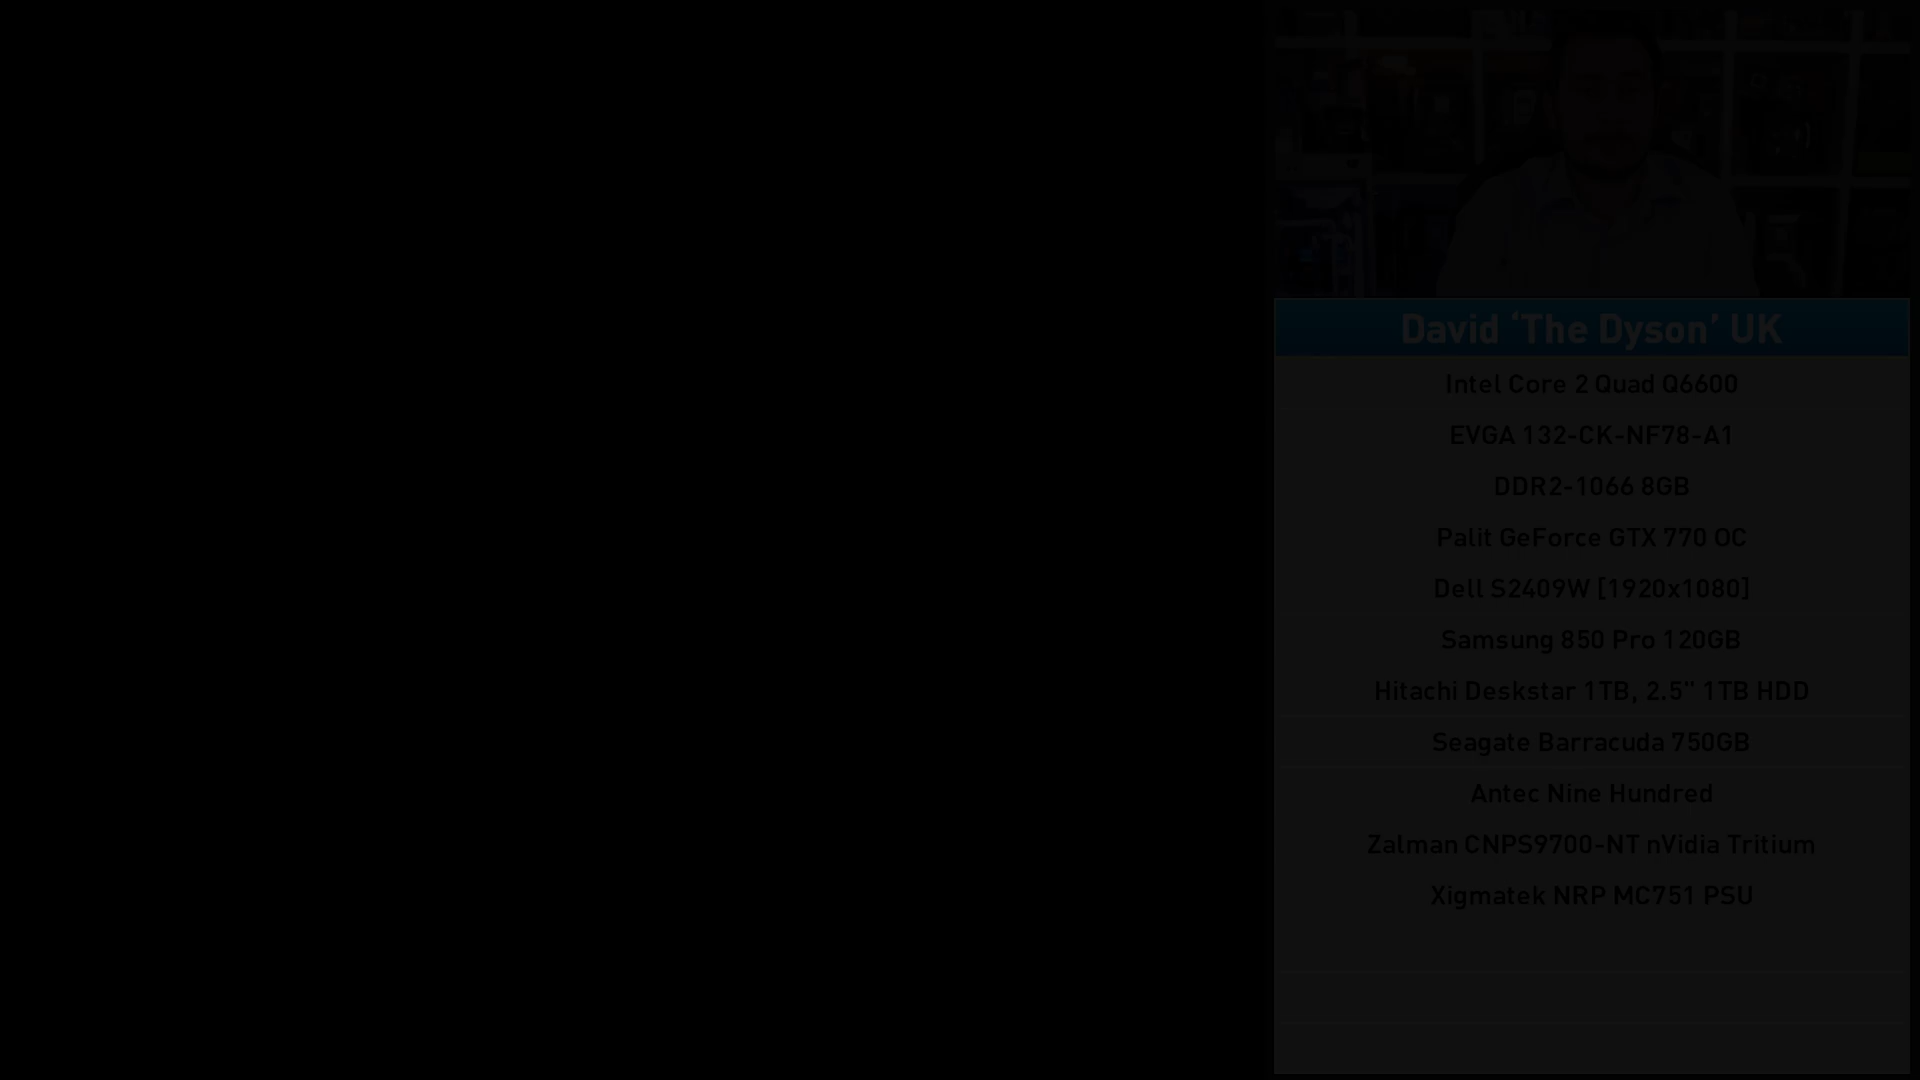 David ‘The Dyson’ UK
Intel Core 2 Quad Q6600
EVGA 132-CK-NF78-A1
DDR2-1066 8GB
Palit GeForce GTX 770 OC
Dell S2409W [1920x1080]
Samsung 850 Pro 120GB
Hitachi Deskstar 1TB, 2.5" 1TB HDD
Seagate Barracuda 750GB
Antec Nine Hundred
Zalman CNPS9700-NT nVidia Tritium
Xigmatek NRP MC751 PSU